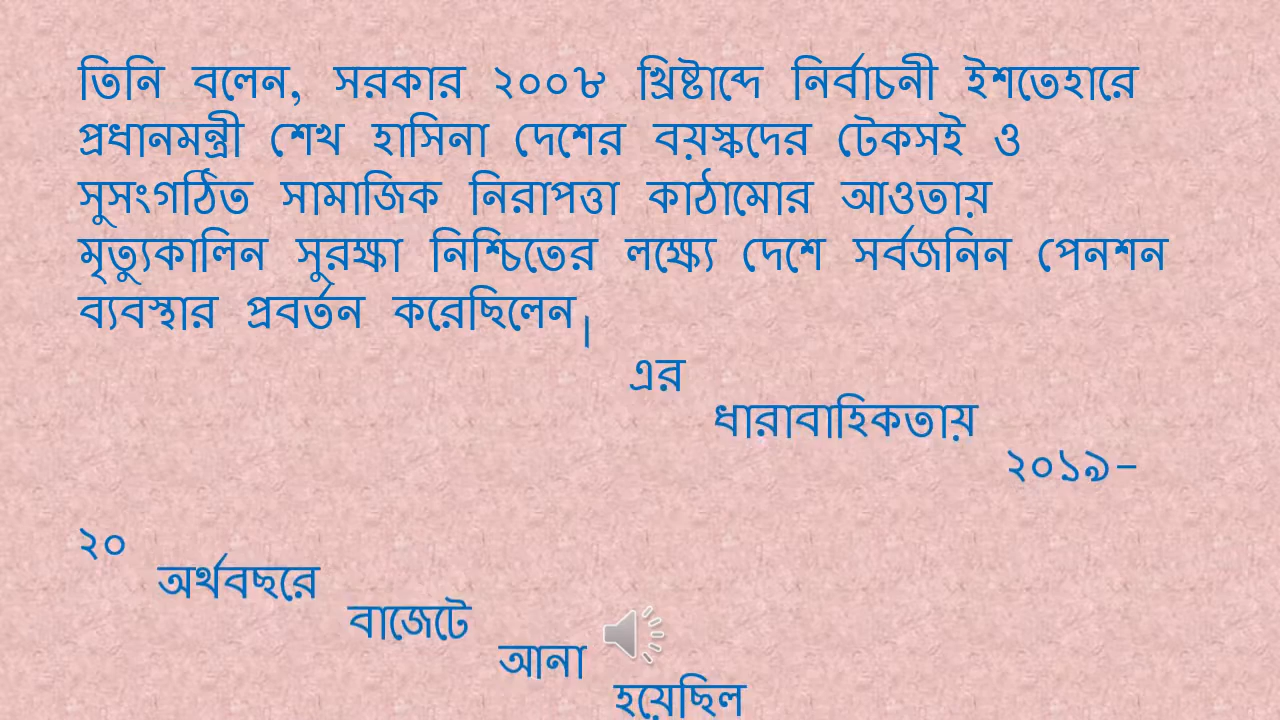 তিনি বলেন, সরকার ২০০৮ খ্রিষ্টাব্দে নির্বাচনী ইশতেহারে
প্রধানমন্ত্রী শেখ হাসিনা দেশের বয়স্কদের টেকসই ও
সুসংগঠিত সামাজিক নিরাপত্তা কাঠামোর আওতায়
মৃত্যুকালিন সুরক্ষা নিশ্চিতের লক্ষ্যে দেশে সর্বজনিন পেনশন
ব্যবস্থার প্রবর্তন করেছিলেন।
এর
ধারাবাহিকতায়
২০১৯-
২০
অর্থবছরে
বাজেটে
আনা
হয়েছিল